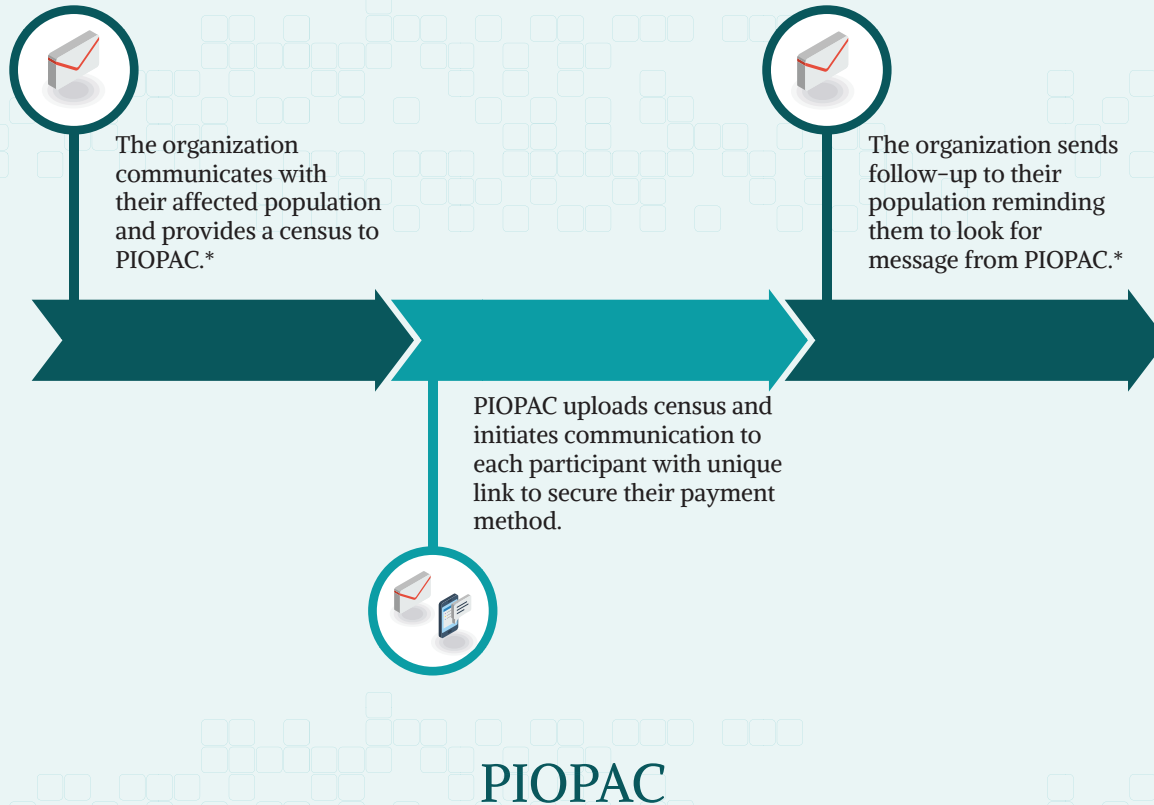 The organization
communicates with
their affected population
and provides a census to
PIOPAC.*
PIOPAC uploads census and
initiates communication to
each participant with unique
link to secure their payment
method.
The organization sends
follow-up to their
population reminding
them to look for
message from PIOPAC.*
PIOPAC